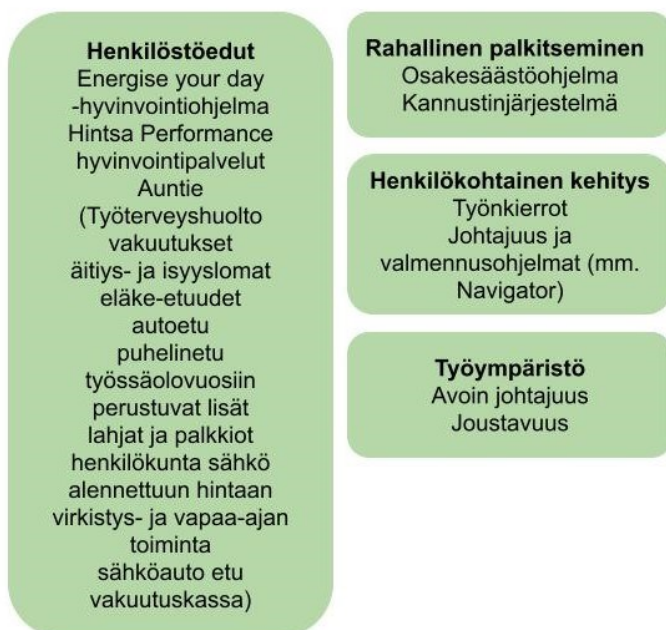 Henkilöstöedut
Energise your day
-hyvinvointiohjelma
Hintsa Performance
hyvinvointipalvelut
Auntie
(Työterveyshuolto
vakuutukset
äitiys- ja isyyslomat
eläke-etuudet
autoetu
puhelinetu
työssäolovuosiin
perustuvat lisät
lahjat ja palkkiot
henkilökunta sähkö
alennettuun hintaan
virkistys- ja vapaa-ajan
toiminta
sähköauto etu
vakuutuskassa)
Rahallinen palkitseminen
Osakesäästöohjelma
Kannustinjärjestelmä
Henkilökohtainen kehitys
Työnkierrot
Johtajuus ja
valmennusohjelmat (mm.
Navigator)
Työympäristö
Avoin johtajuus
Joustavuus